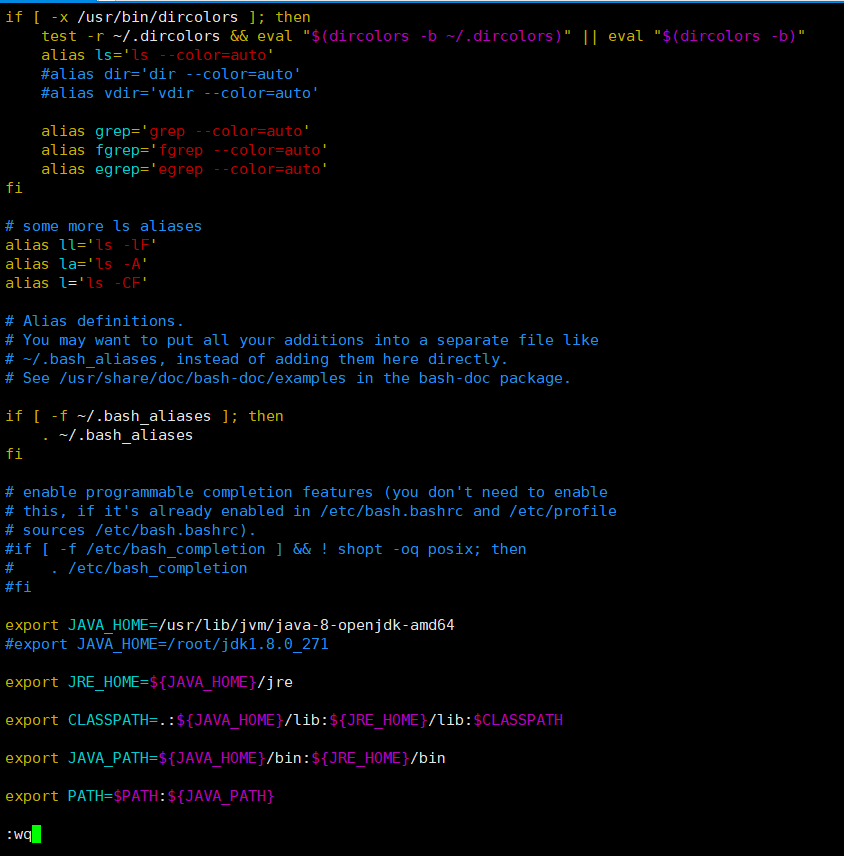 if [ -x /usr/bin/dircolors ]; then
    test -r ~/.dircolors && eval "$(dircolors -b ~/.dircolors)" || eval "$(dircolors -b)"
    alias ls='ls --color=auto'
    #alias dir='dir --color=auto'
    #alias vdir='vdir --color=auto'

    alias grep='grep --color=auto'
    alias fgrep='fgrep --color=auto'
    alias egrep='egrep --color=auto'
fi

# some more ls aliases
alias ll='ls -lF'
alias la='ls -A'
alias l='ls -CF'

# Alias definitions.
# You may want to put all your additions into a separate file like
# ~/.bash_aliases, instead of adding them here directly.
# See /usr/share/doc/bash-doc/examples in the bash-doc package.

if [ -f ~/.bash_aliases ]; then
    . ~/.bash_aliases
fi

# enable programmable completion features (you don't need to enable
# this, if it's already enabled in /etc/bash.bashrc and /etc/profile
# sources /etc/bash.bashrc).
#if [ -f /etc/bash_completion ] && ! shopt -oq posix; then
#    . /etc/bash_completion
#fi

export JAVA_HOME=/usr/lib/jvm/java-8-openjdk-amd64
#export JAVA_HOME=/root/jdk1.8.0_271

export JRE_HOME=${JAVA_HOME}/jre

export CLASSPATH=.:${JAVA_HOME}/lib:${JRE_HOME}/lib:$CLASSPATH

export JAVA_PATH=${JAVA_HOME}/bin:${JRE_HOME}/bin

export PATH=$PATH:${JAVA_PATH}

:wq